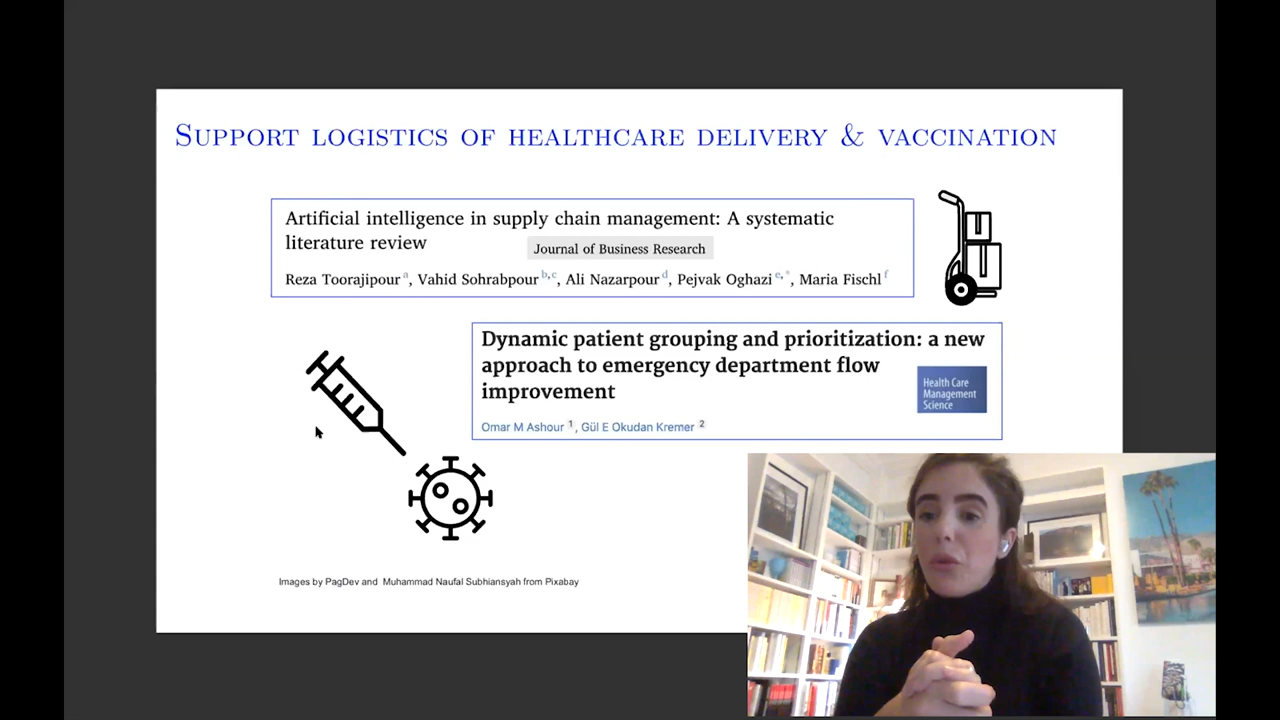 Support logistics of healthcare delivery & vaccination
Artificial intelligence in supply chain management: A systematic
literature review
Journal of Business Research
Reza Toorajipour a, Vahid Sohrabpour b,c, Ali Nazarpour d, Pejvak Oghazi e,*, Maria Fischl f
Dynamic patient grouping and prioritization: a new
approach to emergency department flow
improvement
Health Care
Management
Science
Omar M Ashour 1, Gül E Okudan Kremer 2
Images by PagDev and Muhammad Naufal Subhiansyah from Pixabay